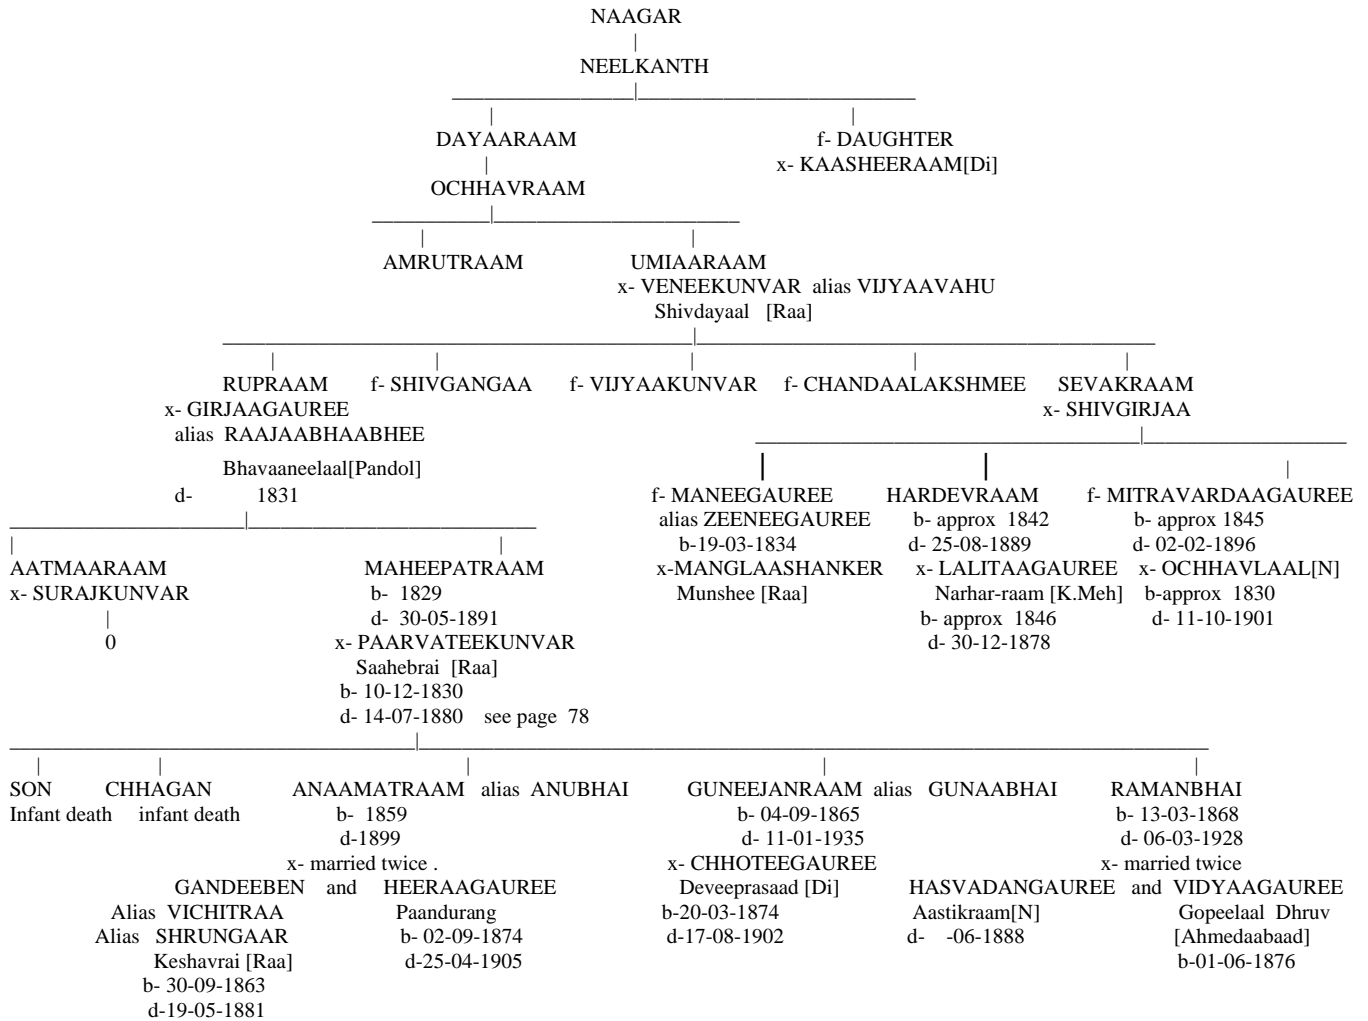 NAAGAR
NEELKANTH
DAYAARAAM f- DAUGHTER
x- KAASHEERAAM[Di]
OCHHAVRAAM
AMRUTRAAM UMIAARAAM
x- VENEEKUNVAR alias VIJYAAVAHU
Shivdayaal [Raa]
RUPRAAM f- SHIVGANGAA f- VIJYAAKUNVAR f- CHANDAALAKSHMEE SEVAKRAAM
x- GIRJAAGAUREE x- SHIVGIRJAA
alias RAAJAABHAABHEE
Bhavaaneelaal[Pandol]
d- 1831 f- MANEEGAUREE HARDEVRAAM f- MITRAVARDAAGAUREE
alias ZEENEEGAUREE b- approx 1842 b- approx 1845
b-19-03-1834 d- 25-08-1889 d- 02-02-1896
AATMAARAAM MAHEEPATRAAM x-MANGLAASHANKER x- LALITAAGAUREE x- OCHHAVLAAL[N]
x- SURAJKUNVAR b- 1829 Munshee [Raa] Narhar-raam [K.Meh] b-approx 1830
d- 30-05-1891 b- approx 1846 d- 11-10-1901
0 x- PAARVATEEKUNVAR d- 30-12-1878
Saahebrai [Raa]
b- 10-12-1830
d- 14-07-1880 see page 78
SON CHHAGAN ANAAMATRAAM alias ANUBHAI GUNEEJANRAAM alias GUNAABHAI RAMANBHAI
Infant death infant death b- 1859 b- 04-09-1865 b- 13-03-1868
d-1899 d- 11-01-1935 d- 06-03-1928
x- married twice . x- CHHOTEEGAUREE x- married twice
GANDEEBEN and HEERAAGAUREE Deveeprasaad [Di] HASVADANGAUREE and VIDYAAGAUREE
Alias VICHITRAA Paandurang b-20-03-1874 Aastikraam[N] Gopeelaal Dhruv
Alias SHRUNGAAR b- 02-09-1874 d-17-08-1902 d- -06-1888 [Ahmedaabaad]
Keshavrai [Raa] d-25-04-1905 b-01-06-1876
b- 30-09-1863
d-19-05-1881